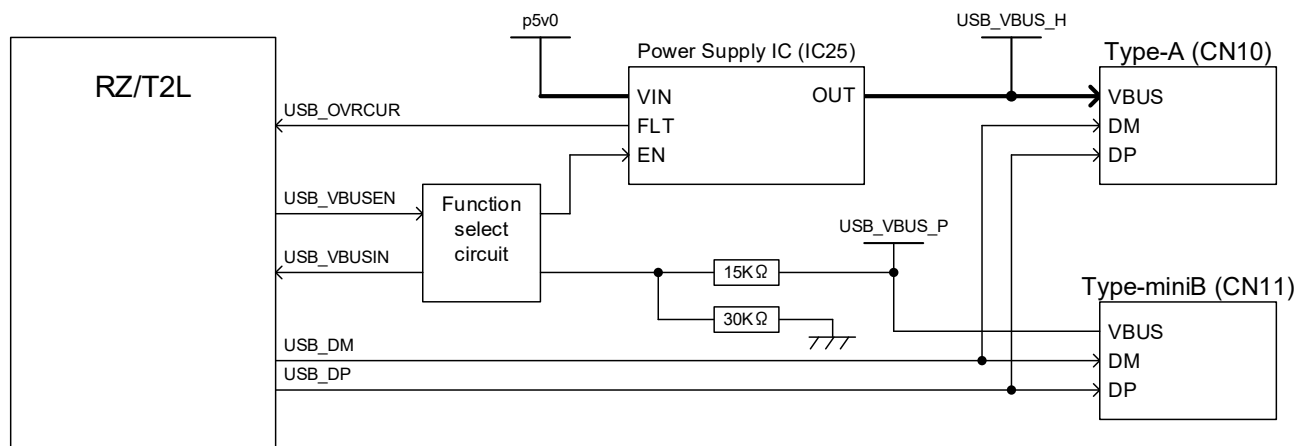 p5v0
USB_VBUS_H
Power Supply IC (IC25)
Type-A (CN10)
RZ/T2L
VIN
OUT
VBUS
USB_OVRCUR
FLT
DM
EN
DP
USB_VBUSEN
Function
select
circuit
USB_VBUS_P
USB_VBUSIN
15KΩ
Type-miniB (CN11)
30KΩ
VBUS
USB_DM
DM
USB_DP
DP